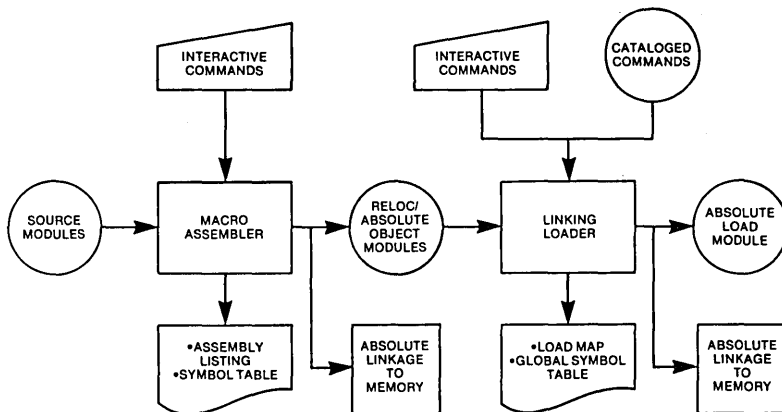 INTERACTIVE
COMMANDS
INTERACTIVE
COMMANDS
CATALOGED
COMMANDS
SOURCE
MODULES
MACRO
ASSEMBLER
RELOC/
ABSOLUTE
OBJECT
MODULES
LINKING
LOADER
ABSOLUTE
LOAD
MODULE
•ASSEMBLY
LISTING
•SYMBOL TABLE
ABSOLUTE
LINKAGE
TO
MEMORY
•LOAD MAP
•GLOBAL SYMBOL
TABLE
ABSOLUTE
LINKAGE
TO
MEMORY